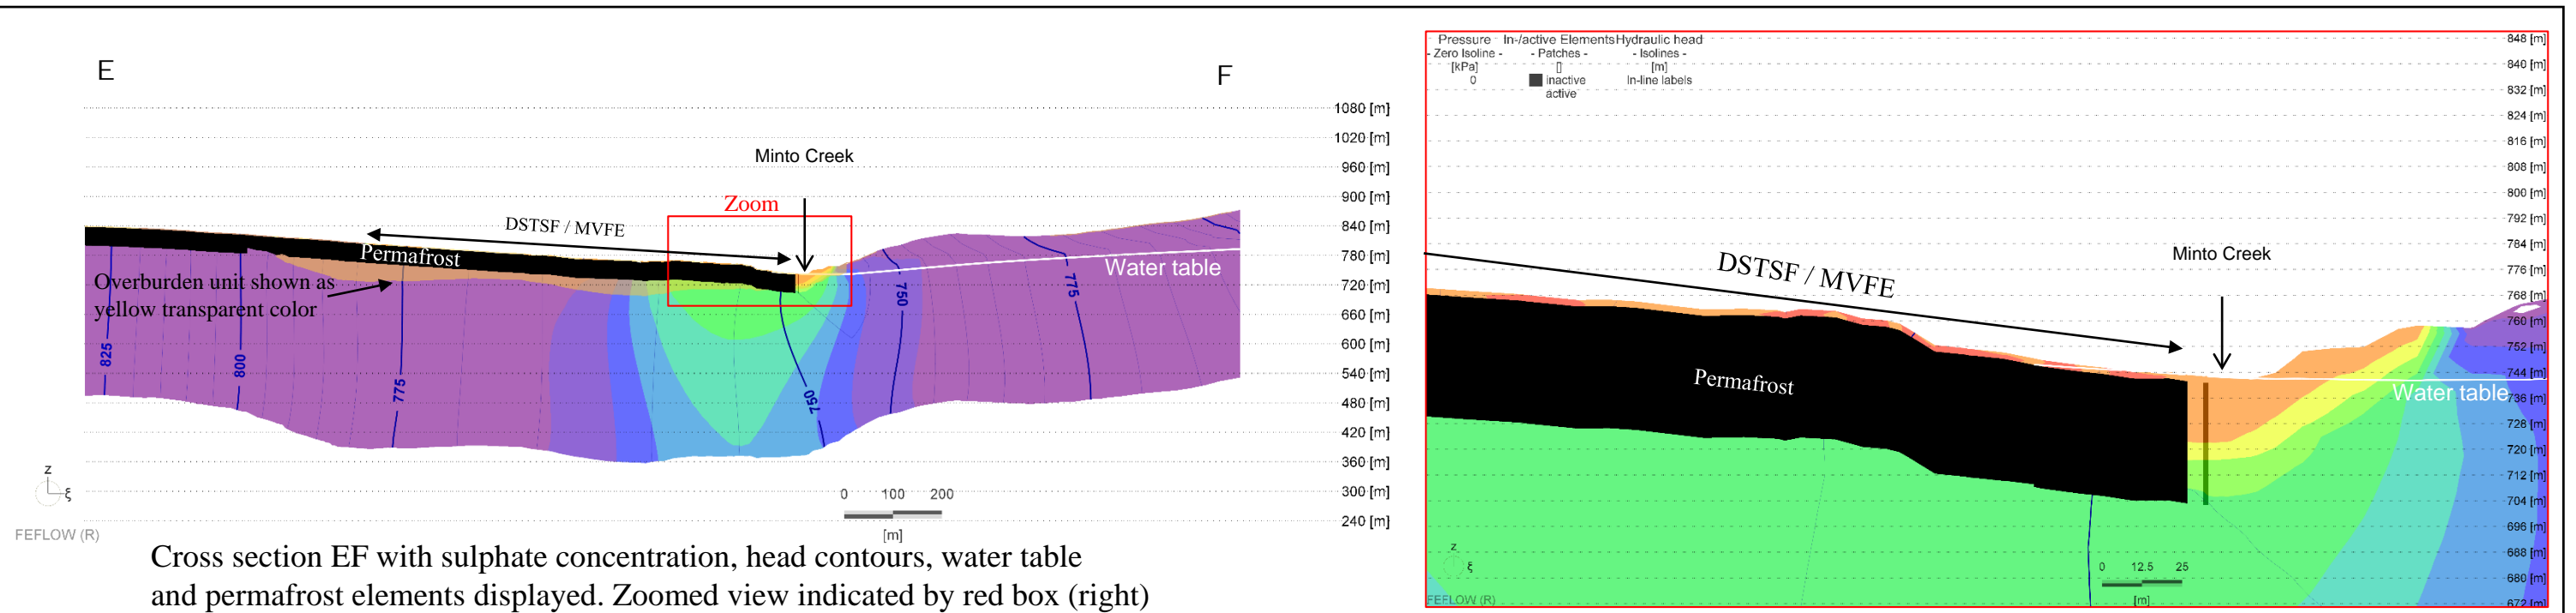 E
F
1080 [m]
1020 [m]
960 [m]
900 [m]
840 [m]
780 [m]
720 [m]
660 [m]
600 [m]
540 [m]
480 [m]
420 [m]
360 [m]
300 [m]
240 [m]
Minto Creek
Zoom
DSTSF / MVFE
Permafrost
Water table
Overburden unit shown as
yellow transparent color
825
800
775
750
750
775
z
ξ
0 100 200
[m]
FEFLOW (R)
Cross section EF with sulphate concentration, head contours, water table
and permafrost elements displayed. Zoomed view indicated by red box (right)
Pressure In-/active Elements Hydraulic head
- Zero Isoline - - Patches - - Isolines -
[kPa] [] [m]
0 inactive In-line labels
active
848 [m]
840 [m]
832 [m]
824 [m]
816 [m]
808 [m]
800 [m]
792 [m]
784 [m]
776 [m]
768 [m]
760 [m]
752 [m]
744 [m]
736 [m]
728 [m]
720 [m]
712 [m]
704 [m]
696 [m]
688 [m]
680 [m]
672 [m]
DSTSF / MVFE
Minto Creek
Permafrost
Water table
z
ξ
0 12.5 25
[m]
FEFLOW (R)